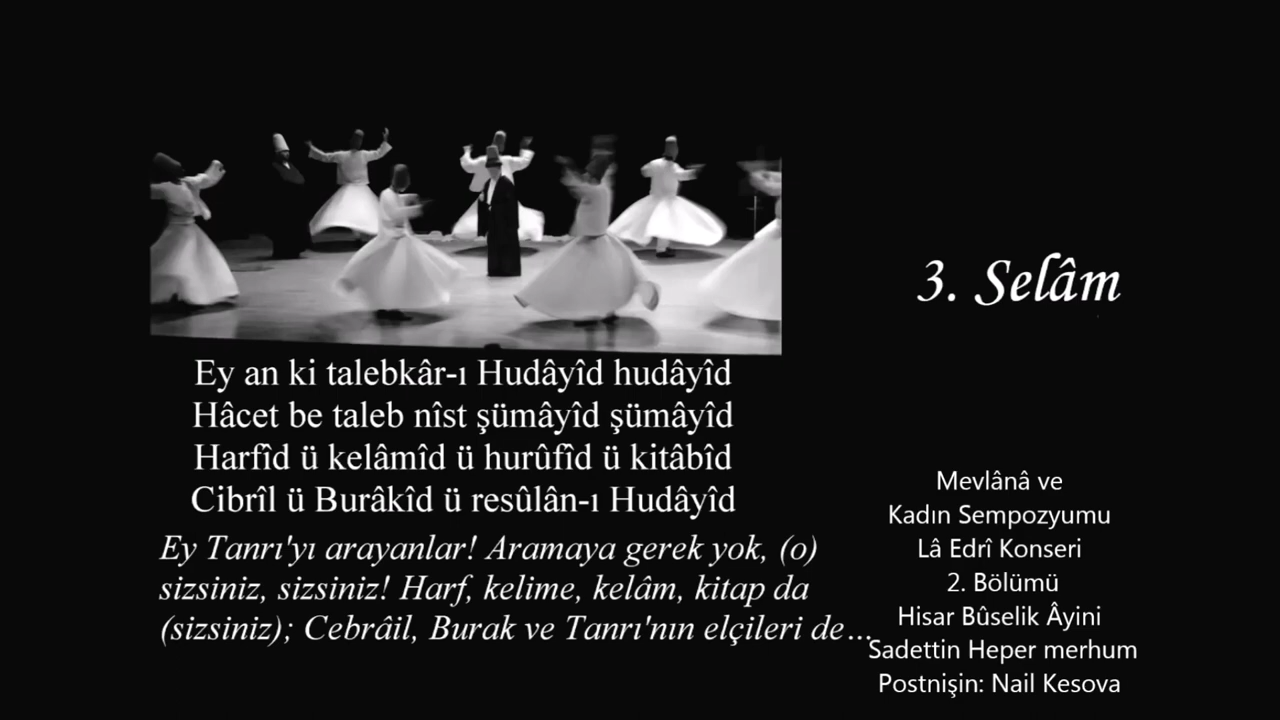 3. Selâm
Ey an ki talebkâr-ı Hudâyîd hudâyîd
Hâcet be taleb nîst şümâyîd şümâyîd
Harfîd ü kelâmîd ü hurûfîd ü kitâbîd
Cibrîl ü Burâkîd ü resûlân-ı Hudâyîd
Ey Tanrı'yı arayanlar! Aramaya gerek yok, (o)
sizsiniz, sizsiniz! Harf, kelime, kelâm, kitap da
(sizsiniz); Cebrâil, Burak ve Tanrı'nın elçileri de...
Mevlânâ ve
Kadın Sempozyumu
Lâ Edrî Konseri
2. Bölümü
Hisar Bûselik Âyini
Sadettin Heper merhum
Postnişin: Nail Kesova